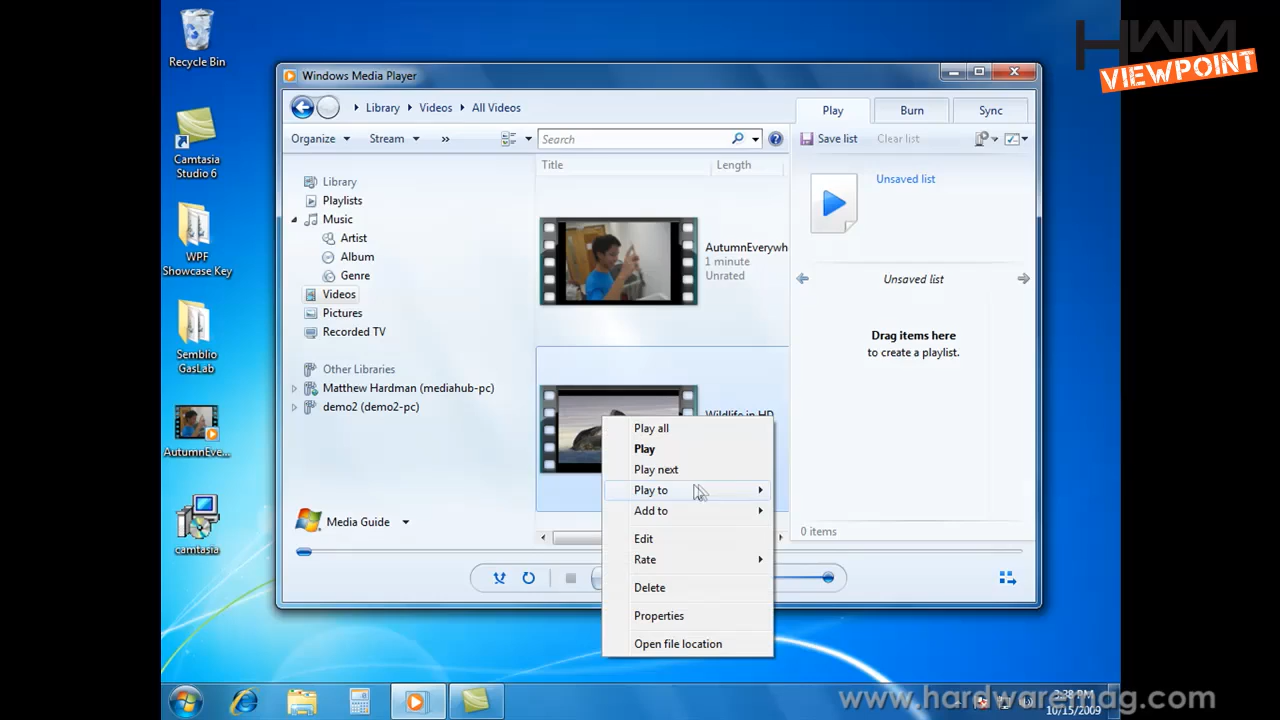 HWM
VIEWPOINT
Recycle Bin
Camtasia
Studio 6
WPF
Showcase Key
Semblio
GasLab
AutumnEve...
camtasia
Windows Media Player
Library
Videos
All Videos
Play
Burn
Sync
Organize
Stream
»
Search
Save list
Clear list
Title
Length
Library
Playlists
Music
Artist
Album
Genre
Videos
Pictures
Recorded TV
Other Libraries
Matthew Hardman (mediahub-pc)
demo2 (demo2-pc)
Media Guide
AutumnEverywh
1 minute
Unrated
Wildlife in HD
Unsaved list
Unsaved list
Drag items here
to create a playlist.
0 items
Play all
Play
Play next
Play to
Add to
Edit
Rate
Delete
Properties
Open file location
www.hardwaremag.com
3:38 PM
10/15/2009